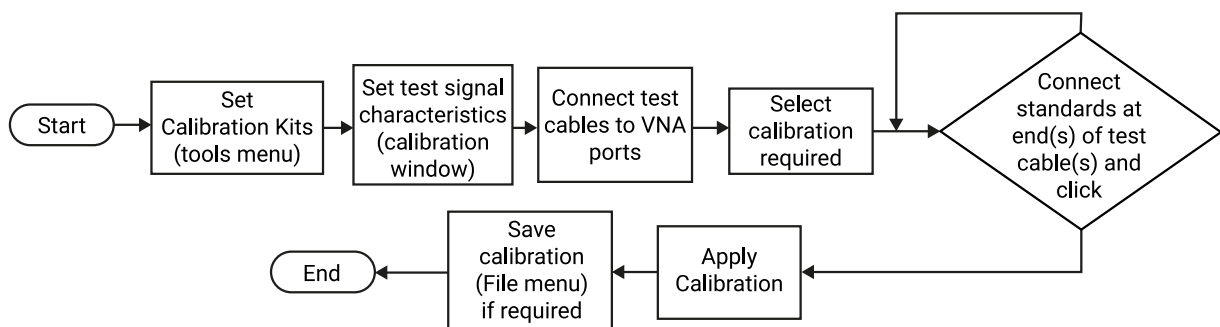 Start
Set
Calibration Kits
(tools menu)
Set test signal
characteristics
(calibration
window)
Connect test
cables to VNA
ports
Select
calibration
required
Connect
standards at
end(s) of test
cable(s) and
click
Apply
Calibration
Save
calibration
(File menu)
if required
End